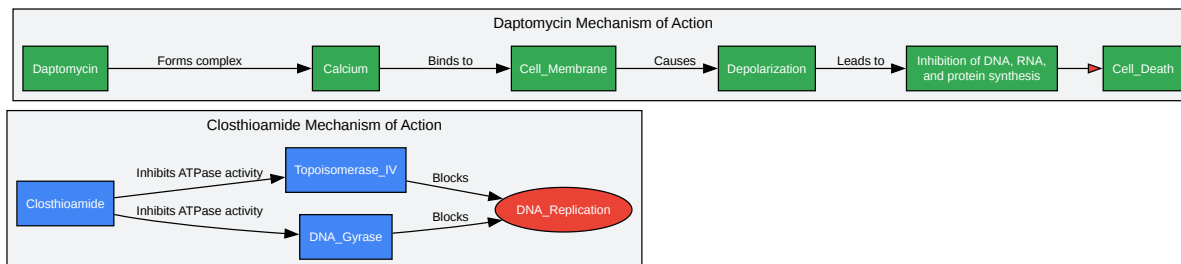 Daptomycin Mechanism of Action
Daptomycin
Forms complex
Calcium
Binds to
Cell_Membrane
Causes
Depolarization
Leads to
Inhibition of DNA, RNA,
and protein synthesis
Cell_Death
Closthioamide Mechanism of Action
Closthioamide
Inhibits ATPase activity
Topoisomerase_IV
Blocks
Inhibits ATPase activity
DNA_Gyrase
Blocks
DNA_Replication